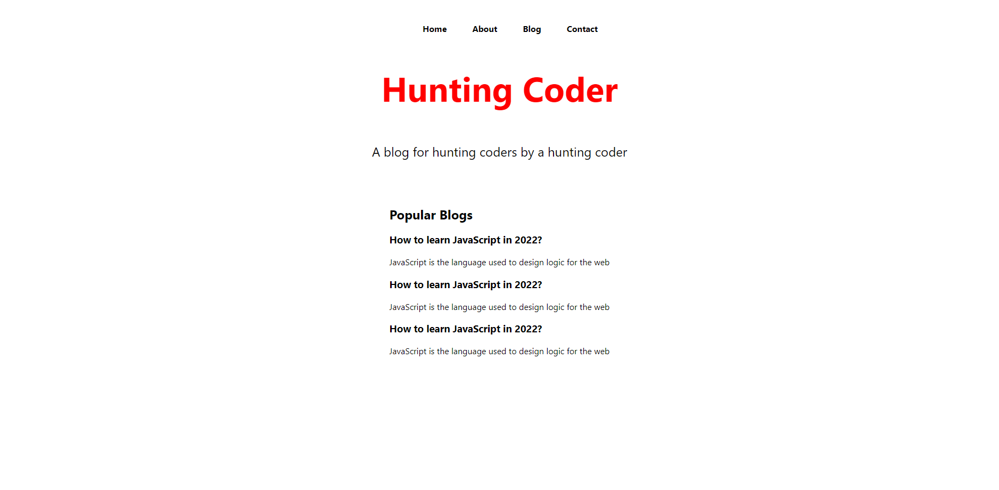 Home About Blog Contact
Hunting Coder
A blog for hunting coders by a hunting coder
Popular Blogs
How to learn JavaScript in 2022?
JavaScript is the language used to design logic for the web
How to learn JavaScript in 2022?
JavaScript is the language used to design logic for the web
How to learn JavaScript in 2022?
JavaScript is the language used to design logic for the web